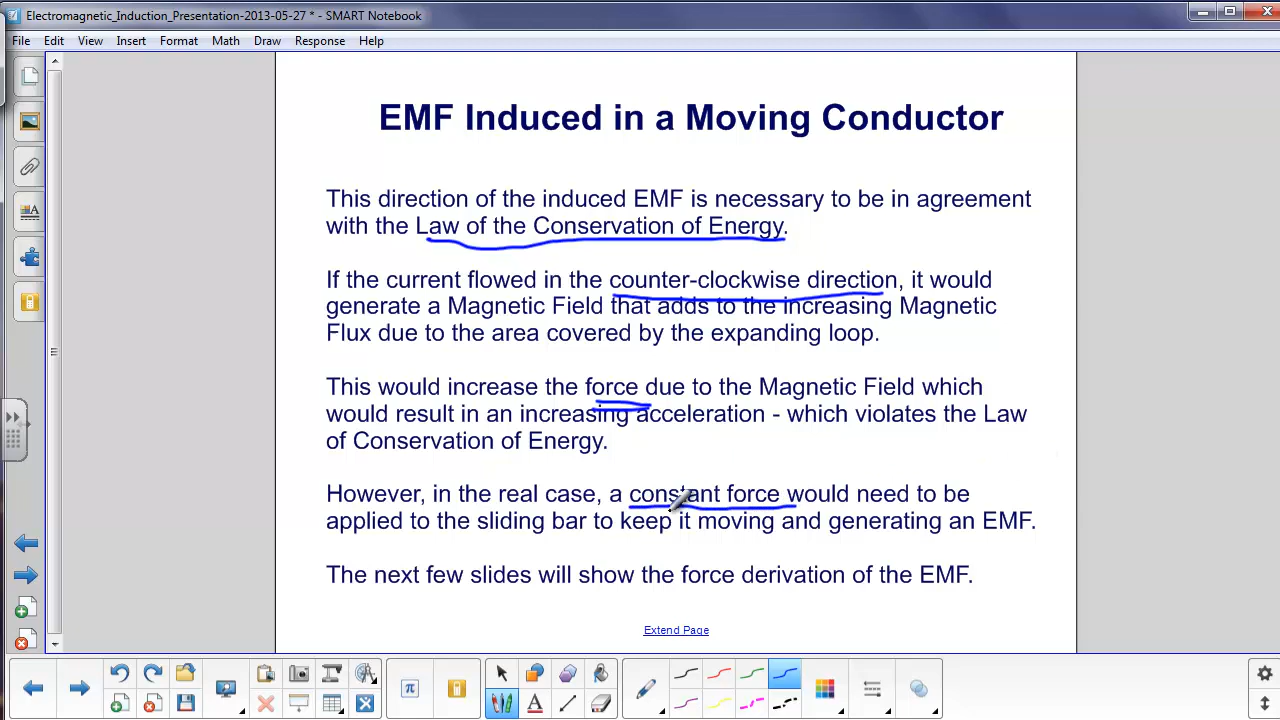 Electromagnetic_Induction_Presentation-2013-05-27 * - SMART Notebook
File Edit View Insert Format Math Draw Response Help
EMF Induced in a Moving Conductor
This direction of the induced EMF is necessary to be in agreement
with the Law of the Conservation of Energy.
If the current flowed in the counter-clockwise direction, it would
generate a Magnetic Field that adds to the increasing Magnetic
Flux due to the area covered by the expanding loop.
This would increase the force due to the Magnetic Field which
would result in an increasing acceleration - which violates the Law
of Conservation of Energy.
However, in the real case, a constant force would need to be
applied to the sliding bar to keep it moving and generating an EMF.
The next few slides will show the force derivation of the EMF.
Extend Page